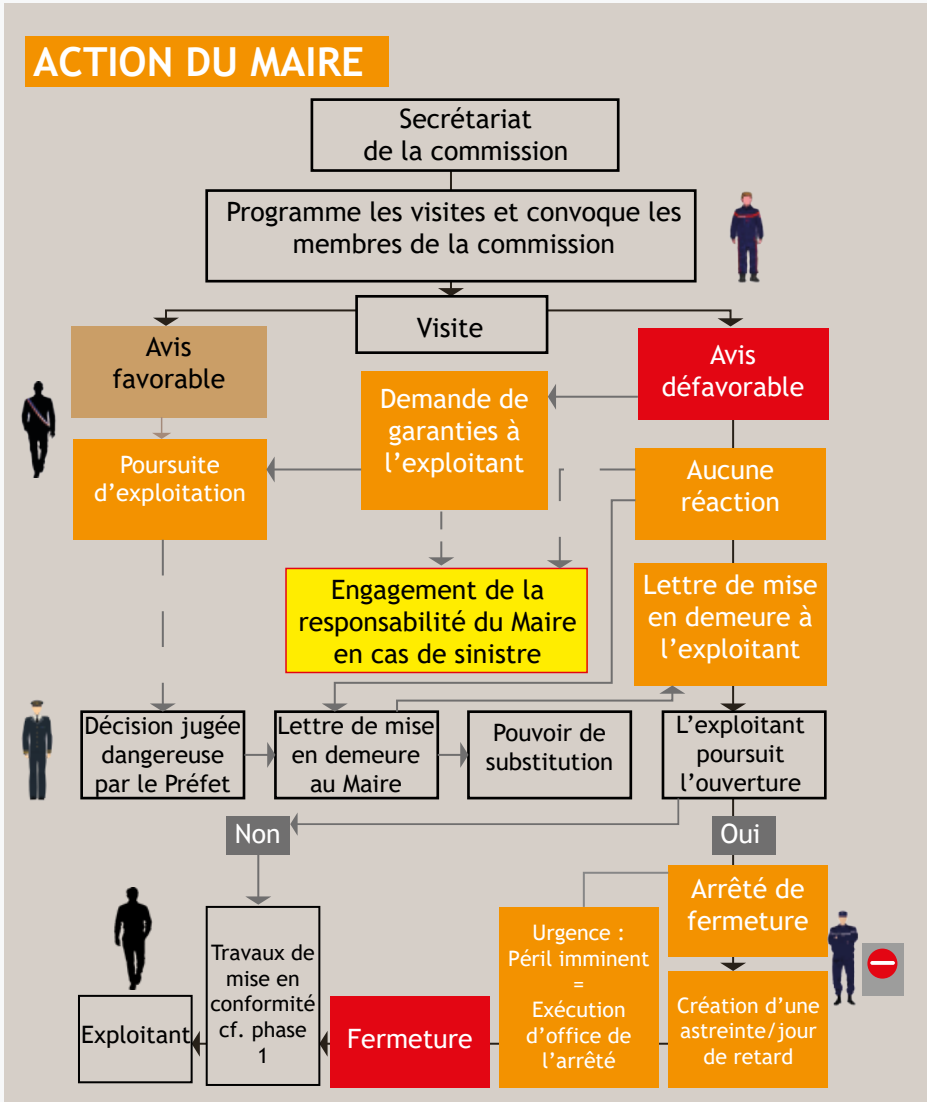 ACTION DU MAIRE
Secrétariat
de la commission
Programme les visites et convoque les
membres de la commission
Visite
Avis
favorable
Avis
défavorable
Demande de
garanties à
l’exploitant
Poursuite
d’exploitation
Aucune
réaction
Engagement de la
responsabilité du Maire
en cas de sinistre
Lettre de mise
en demeure à
l’exploitant
Décision jugée
dangereuse
par le Préfet
Lettre de mise
en demeure
au Maire
Pouvoir de
substitution
L’exploitant
poursuit
l’ouverture
Non
Oui
Arrêté de
fermeture
Urgence :
Péril imminent
=
Exécution
d’office de
l’arrêté
Création d’une
astreinte/jour
de retard
Fermeture
Travaux de
mise en
conformité
cf. phase
1
Exploitant